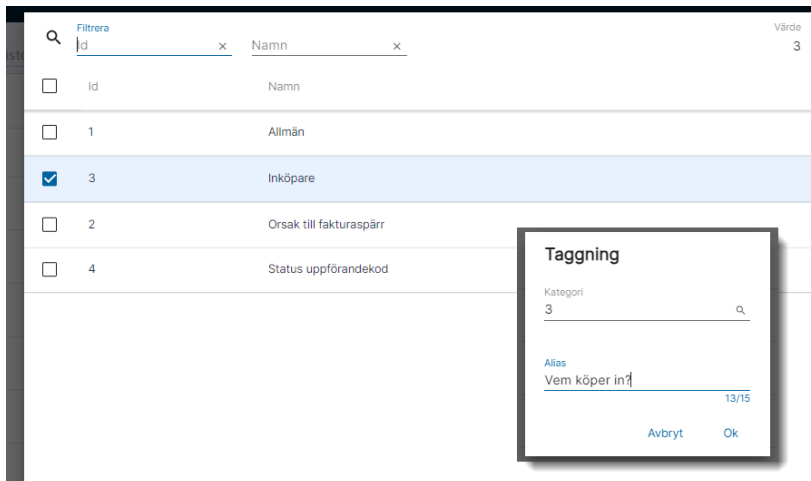 Filtrera
Id
Namn
Värde
3
iste
Id
Namn
1
Allmän
3
Inköpare
2
Orsak till fakturaspärr
4
Status uppförandekod
Taggning
Kategori
3
Alias
Vem köper in?
13/15
Avbryt
Ok